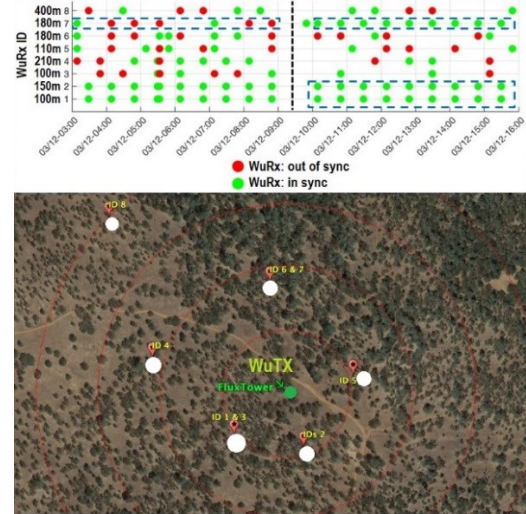 WuRx ID
400m 8
180m 7
180m 6
110m 5
210m 4
100m 3
150m 2
100m 1
03/12-03:00
03/12-04:00
03/12-05:00
03/12-06:00
03/12-07:00
03/12-08:00
03/12-09:00
03/12-10:00
03/12-11:00
03/12-12:00
03/12-13:00
03/12-14:00
03/12-15:00
03/12-16:00
WuRx: out of sync
WuRx: in sync
ID 8
ID 6 & 7
ID 4
WuTX
FluxTower
ID 5
ID 1 & 3
IDs 2